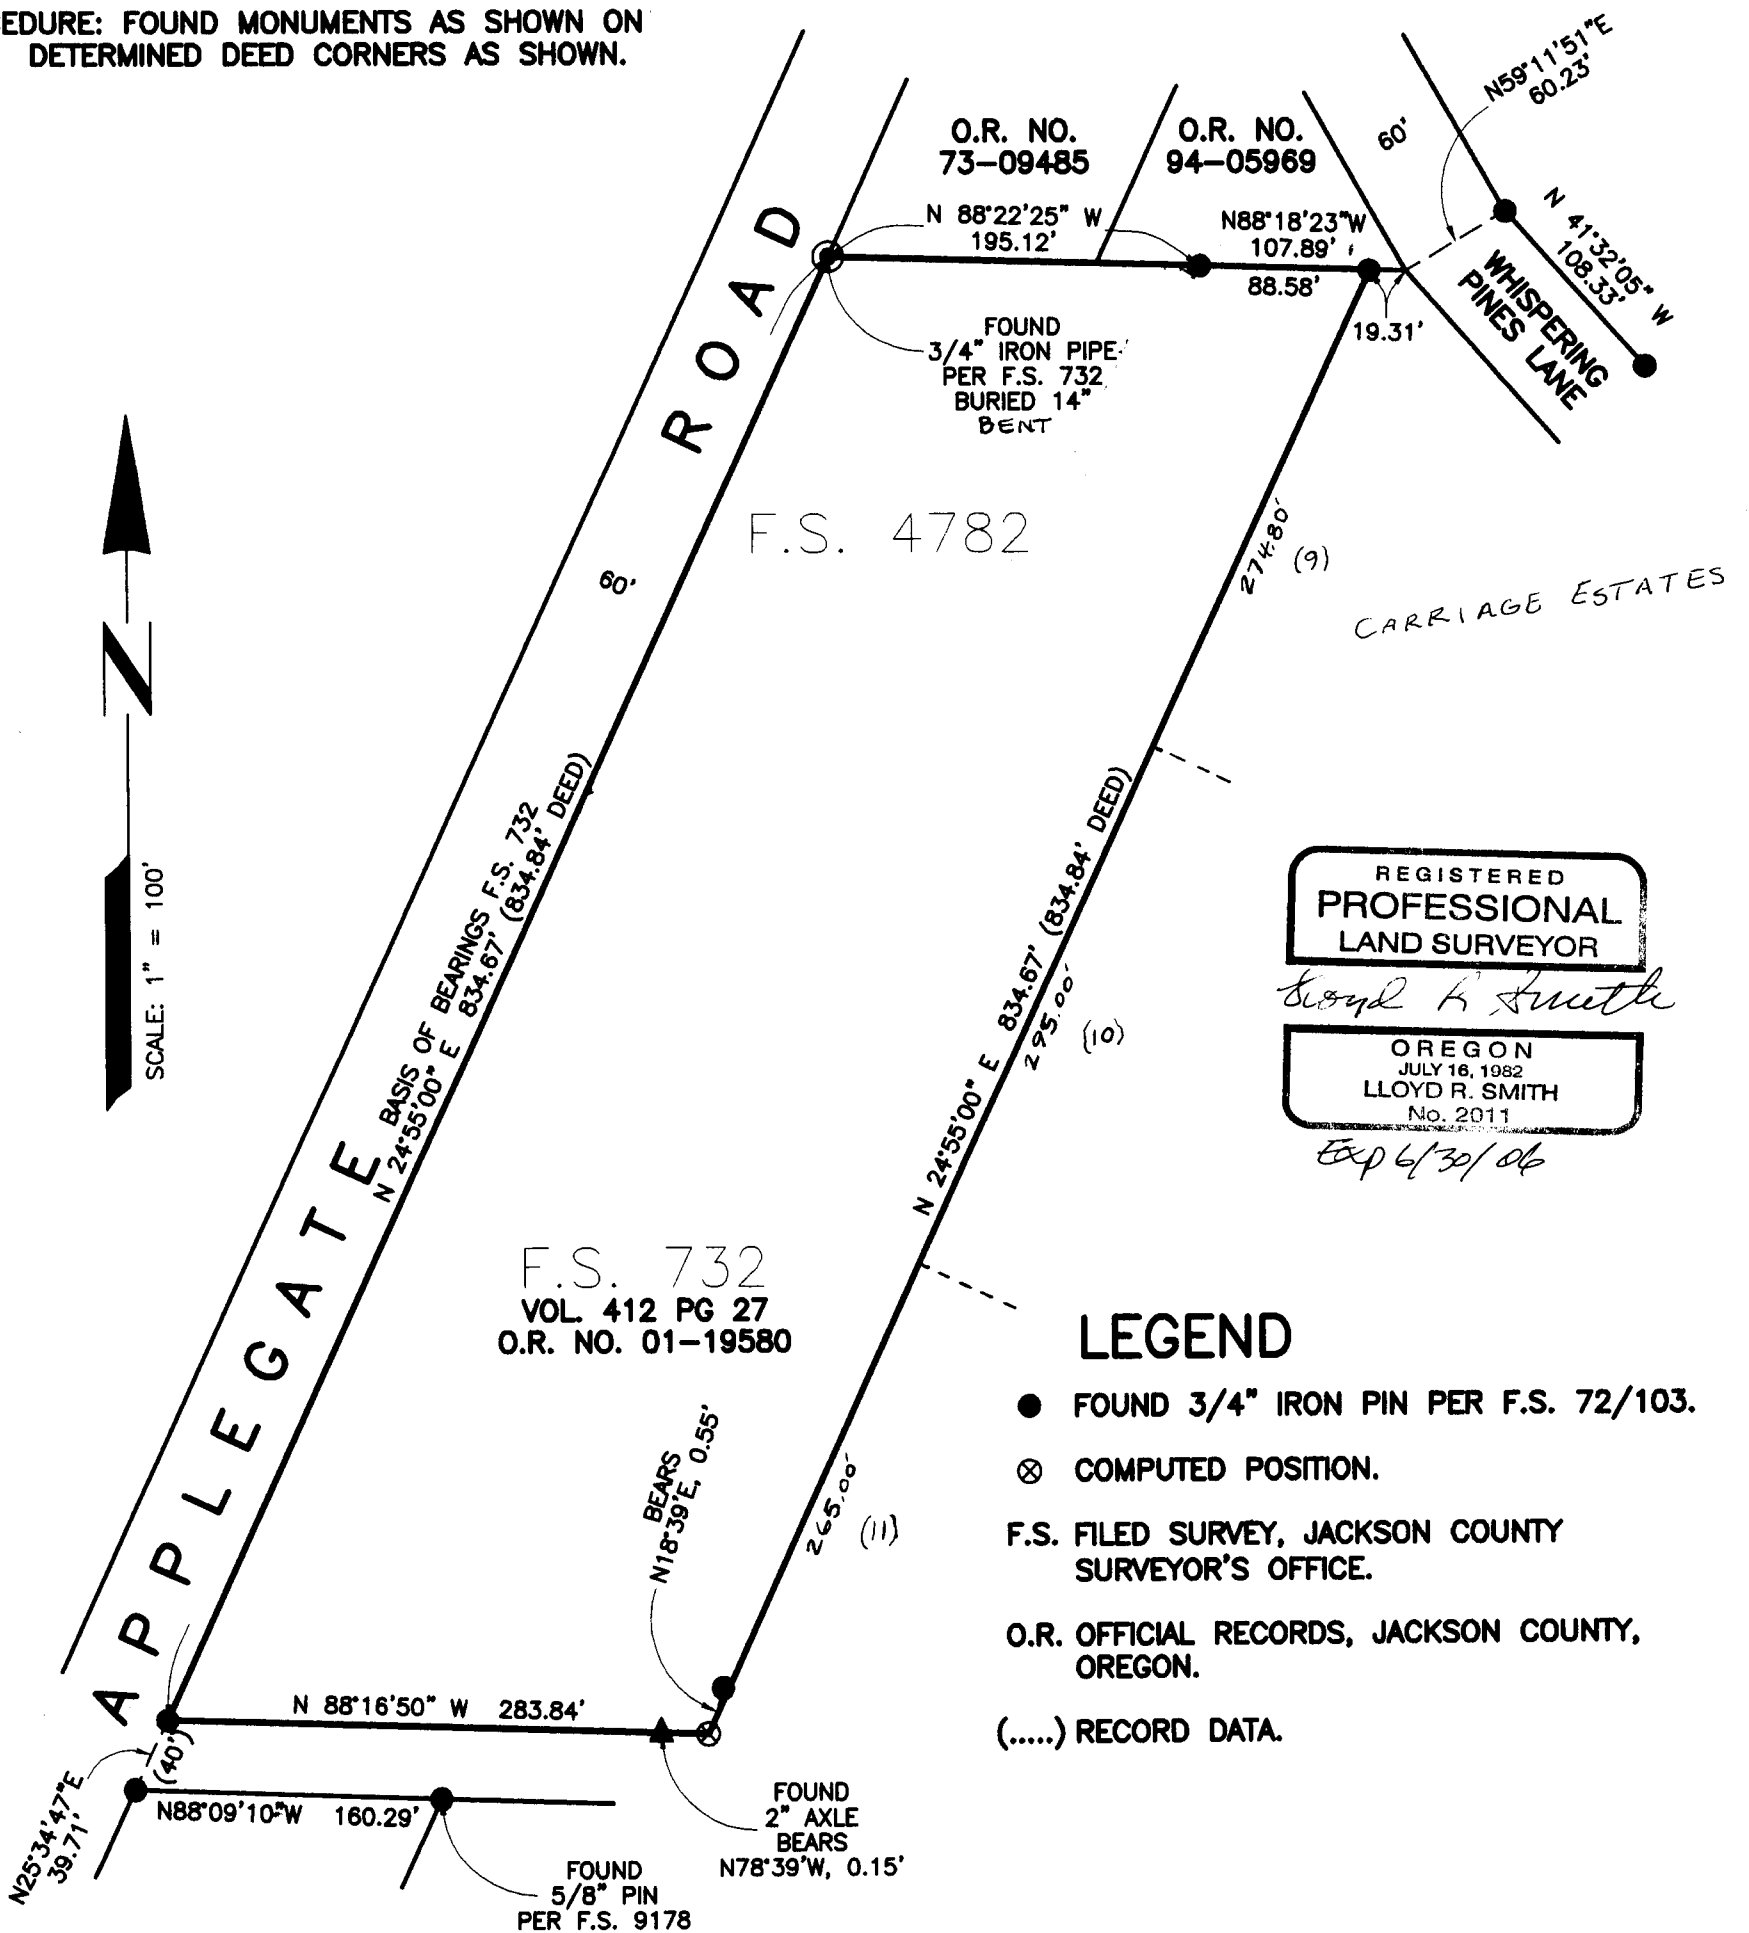 EDURE: FOUND MONUMENTS AS SHOWN ON
DETERMINED DEED CORNERS AS SHOWN.
N59°11'51"E
60.23'
60'
O.R. NO.
73-09485
O.R. NO.
94-05969
N 88°22'25" W
195.12'
N88°18'23"W
107.89'
88.58'
19.31'
N 41°32'05" W
108.33'
WHISPERING
PINES LANE
FOUND
3/4" IRON PIPE
PER F.S. 732
BURIED 14"
BENT
APPLEGATE ROAD
60'
F.S. 4782
274.80'
(9)
CARRIAGE ESTATES
N
SCALE: 1" = 100'
BASIS OF BEARINGS F.S. 732
N 24°55'00" E 834.67' (834.84' DEED)
N 24°55'00" E 834.67' (834.84' DEED)
295.00'
(10)
REGISTERED
PROFESSIONAL
LAND SURVEYOR
Lloyd R Smith
OREGON
JULY 16, 1982
LLOYD R. SMITH
No. 2011
Exp 6/30/06
F.S. 732
VOL. 412 PG 27
O.R. NO. 01-19580
BEARS
N18°39'E, 0.55'
265.00'
(11)
LEGEND
FOUND 3/4" IRON PIN PER F.S. 72/103.
COMPUTED POSITION.
F.S. FILED SURVEY, JACKSON COUNTY
SURVEYOR'S OFFICE.
O.R. OFFICIAL RECORDS, JACKSON COUNTY,
OREGON.
(.....) RECORD DATA.
N 88°16'50" W 283.84'
(40')
N25°34'47"E
39.71'
N88°09'10"W 160.29'
FOUND
2" AXLE
BEARS
N78°39'W, 0.15'
FOUND
5/8" PIN
PER F.S. 9178